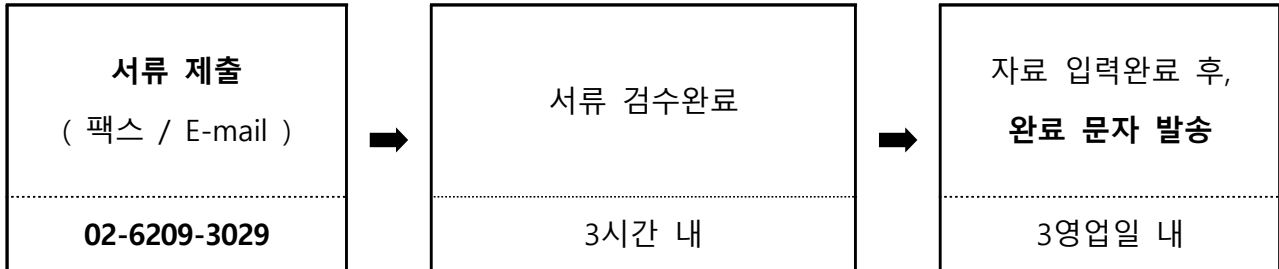 서류 제출
( 팩스 / E-mail )
02-6209-3029
서류 검수완료
3시간 내
자료 입력완료 후,
완료 문자 발송
3영업일 내